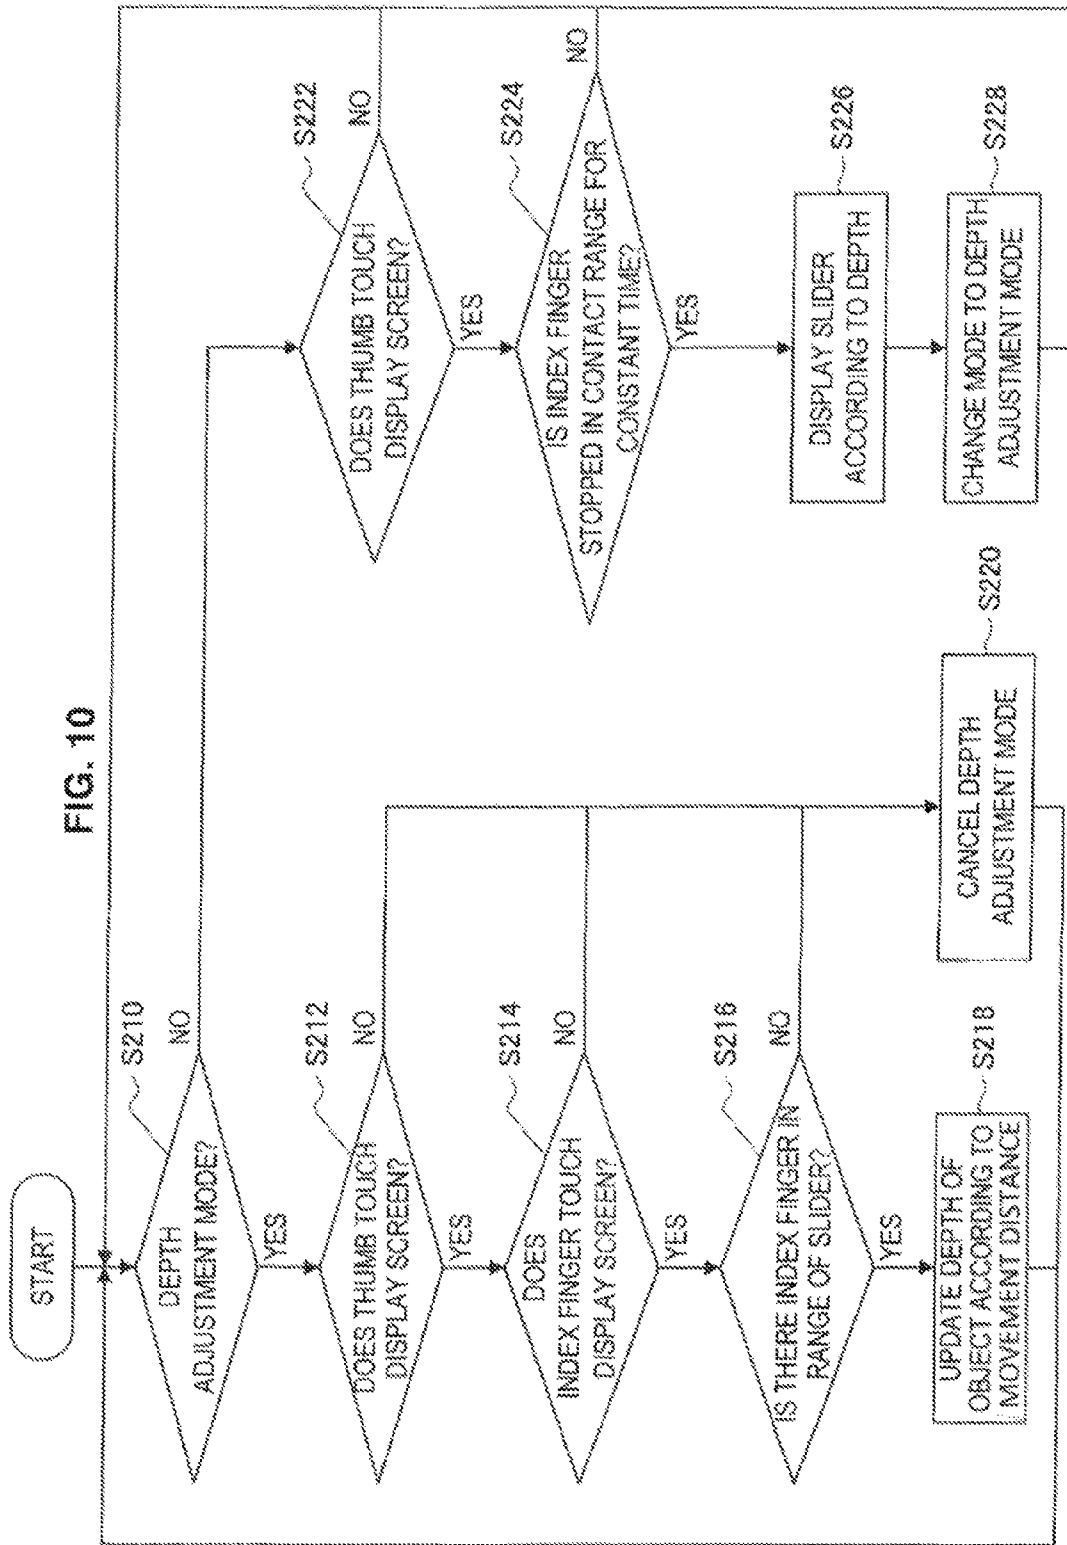 FIG. 10
START
DEPTH
ADJUSTMENT MODE?
S210
NO
YES
DOES THUMB TOUCH
DISPLAY SCREEN?
S212
NO
YES
DOES
INDEX FINGER TOUCH
DISPLAY SCREEN?
S214
NO
YES
IS THERE INDEX FINGER IN
RANGE OF SLIDER?
S216
NO
YES
UPDATE DEPTH OF
OBJECT ACCORDING TO
MOVEMENT DISTANCE
S218
CANCEL DEPTH
ADJUSTMENT MODE
S220
DOES THUMB TOUCH
DISPLAY SCREEN?
S222
NO
YES
IS INDEX FINGER
STOPPED IN CONTACT RANGE FOR
CONSTANT TIME?
S224
NO
YES
DISPLAY SLIDER
ACCORDING TO DEPTH
S226
CHANGE MODE TO DEPTH
ADJUSTMENT MODE
S228